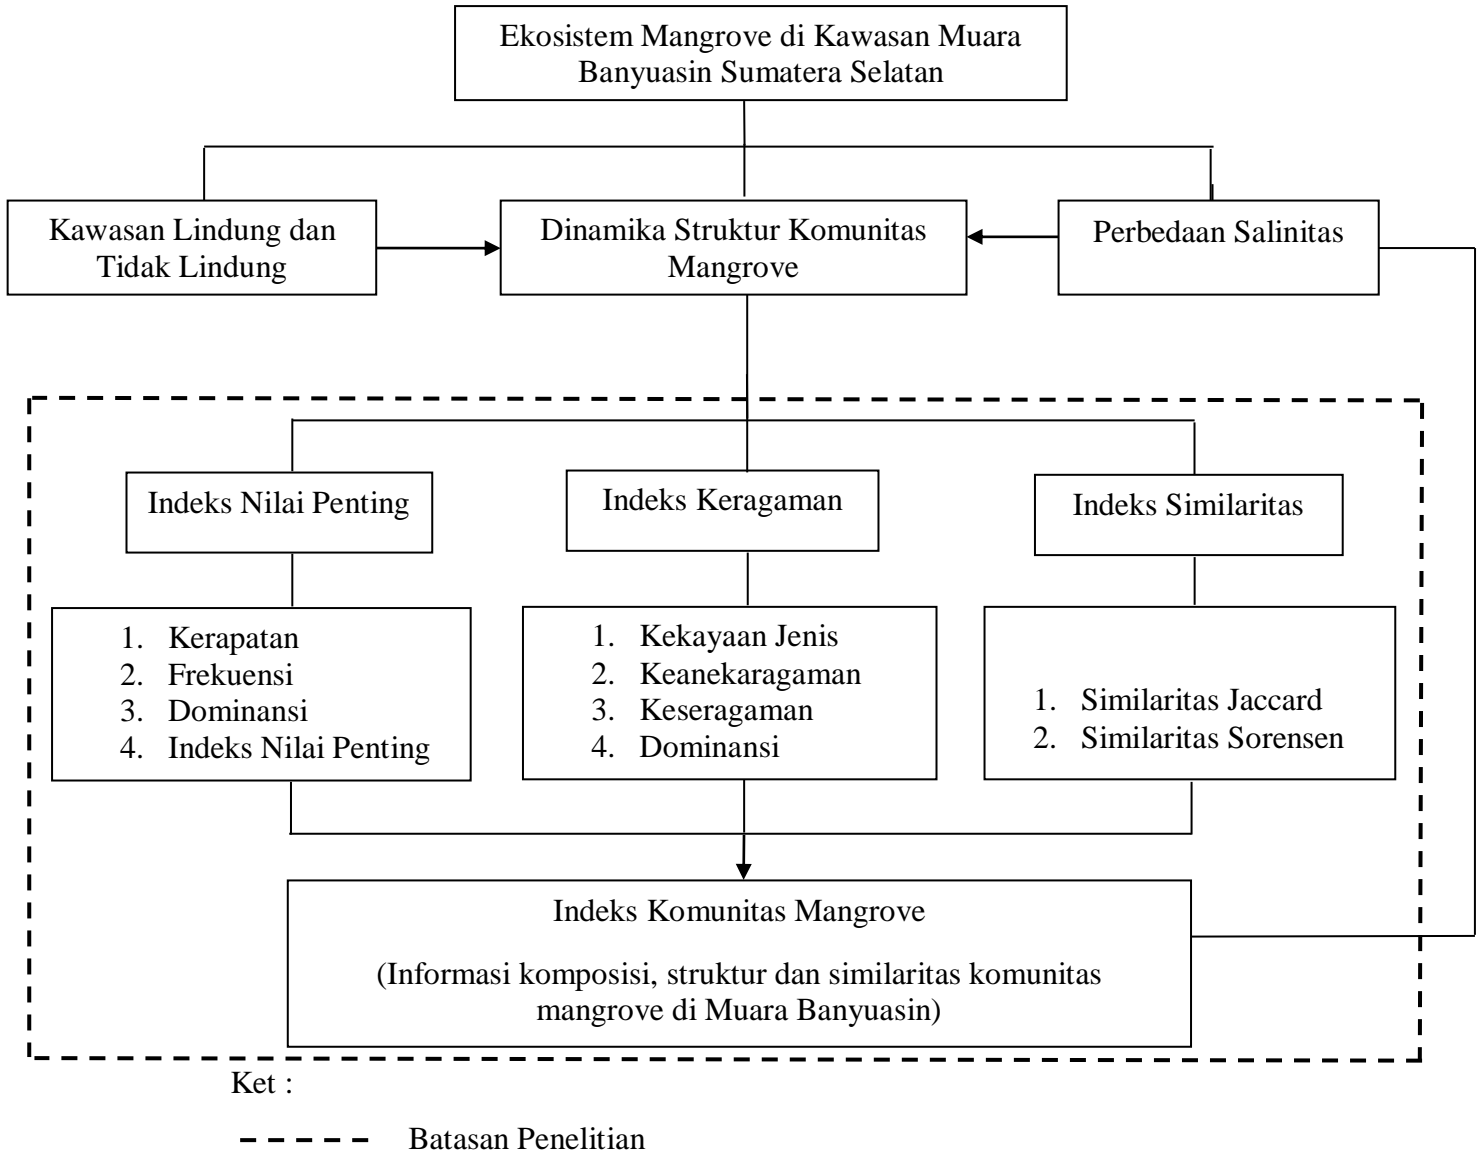 Ekosistem Mangrove di Kawasan Muara
Banyuasin Sumatera Selatan
Kawasan Lindung dan
Tidak Lindung
Dinamika Struktur Komunitas
Mangrove
Perbedaan Salinitas
Indeks Nilai Penting
Indeks Keragaman
Indeks Similaritas
1. Kerapatan
2. Frekuensi
3. Dominansi
4. Indeks Nilai Penting
1. Kekayaan Jenis
2. Keanekaragaman
3. Keseragaman
4. Dominansi
1. Similaritas Jaccard
2. Similaritas Sorensen
Indeks Komunitas Mangrove
(Informasi komposisi, struktur dan similaritas komunitas
mangrove di Muara Banyuasin)
Ket :
Batasan Penelitian